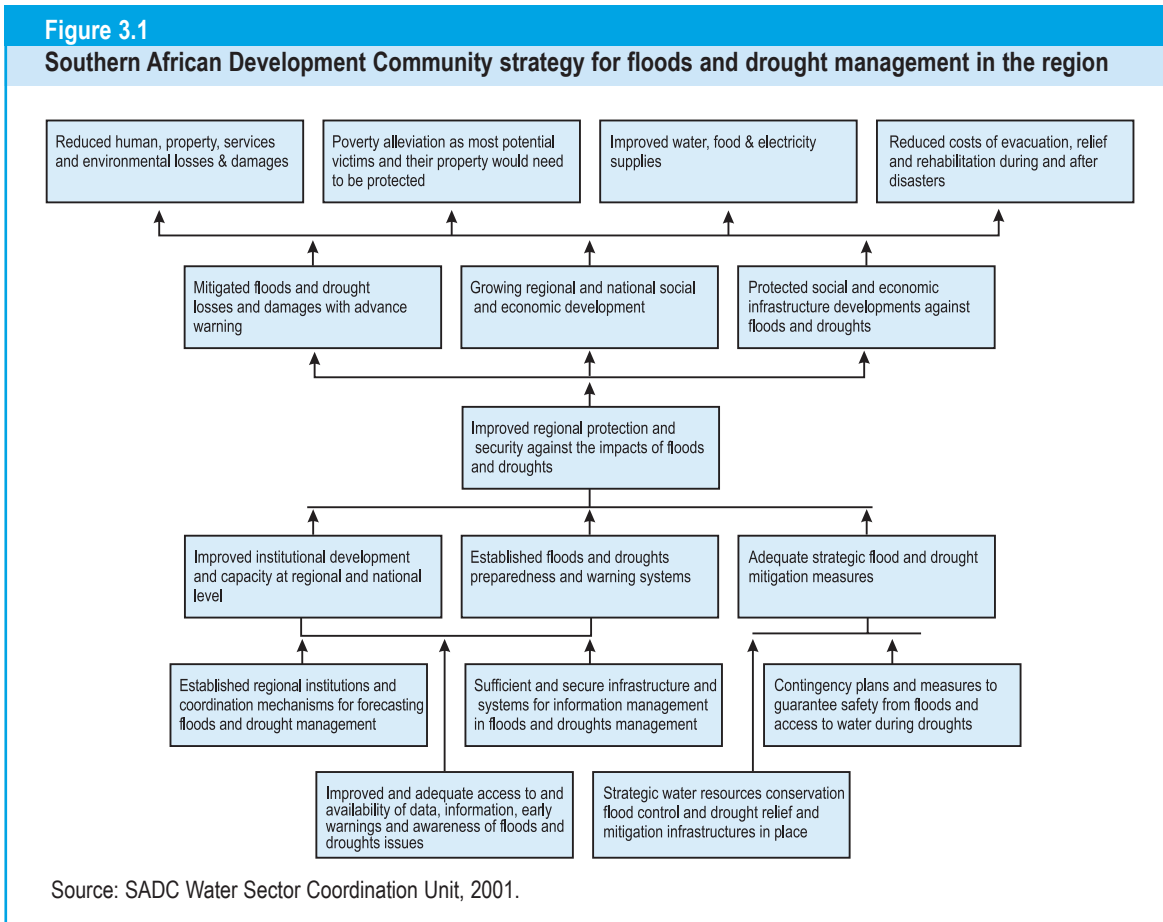 Figure 3.1
Southern African Development Community strategy for floods and drought management in the region
Reduced human, property, services
and environmental losses & damages
Poverty alleviation as most potential
victims and their property would need
to be protected
Improved water, food & electricity
supplies
Reduced costs of evacuation, relief
and rehabilitation during and after
disasters
Mitigated floods and drought
losses and damages with advance
warning
Growing regional and national social
and economic development
Protected social and economic
infrastructure developments against
floods and droughts
Improved regional protection and
security against the impacts of floods
and droughts
Improved institutional development
and capacity at regional and national
level
Established floods and droughts
preparedness and warning systems
Adequate strategic flood and drought
mitigation measures
Established regional institutions and
coordination mechanisms for forecasting
floods and drought management
Sufficient and secure infrastructure and
systems for information management
in floods and droughts management
Contingency plans and measures to
guarantee safety from floods and
access to water during droughts
Improved and adequate access to and
availability of data, information, early
warnings and awareness of floods and
droughts issues
Strategic water resources conservation
flood control and drought relief and
mitigation infrastructures in place
Source: SADC Water Sector Coordination Unit, 2001.